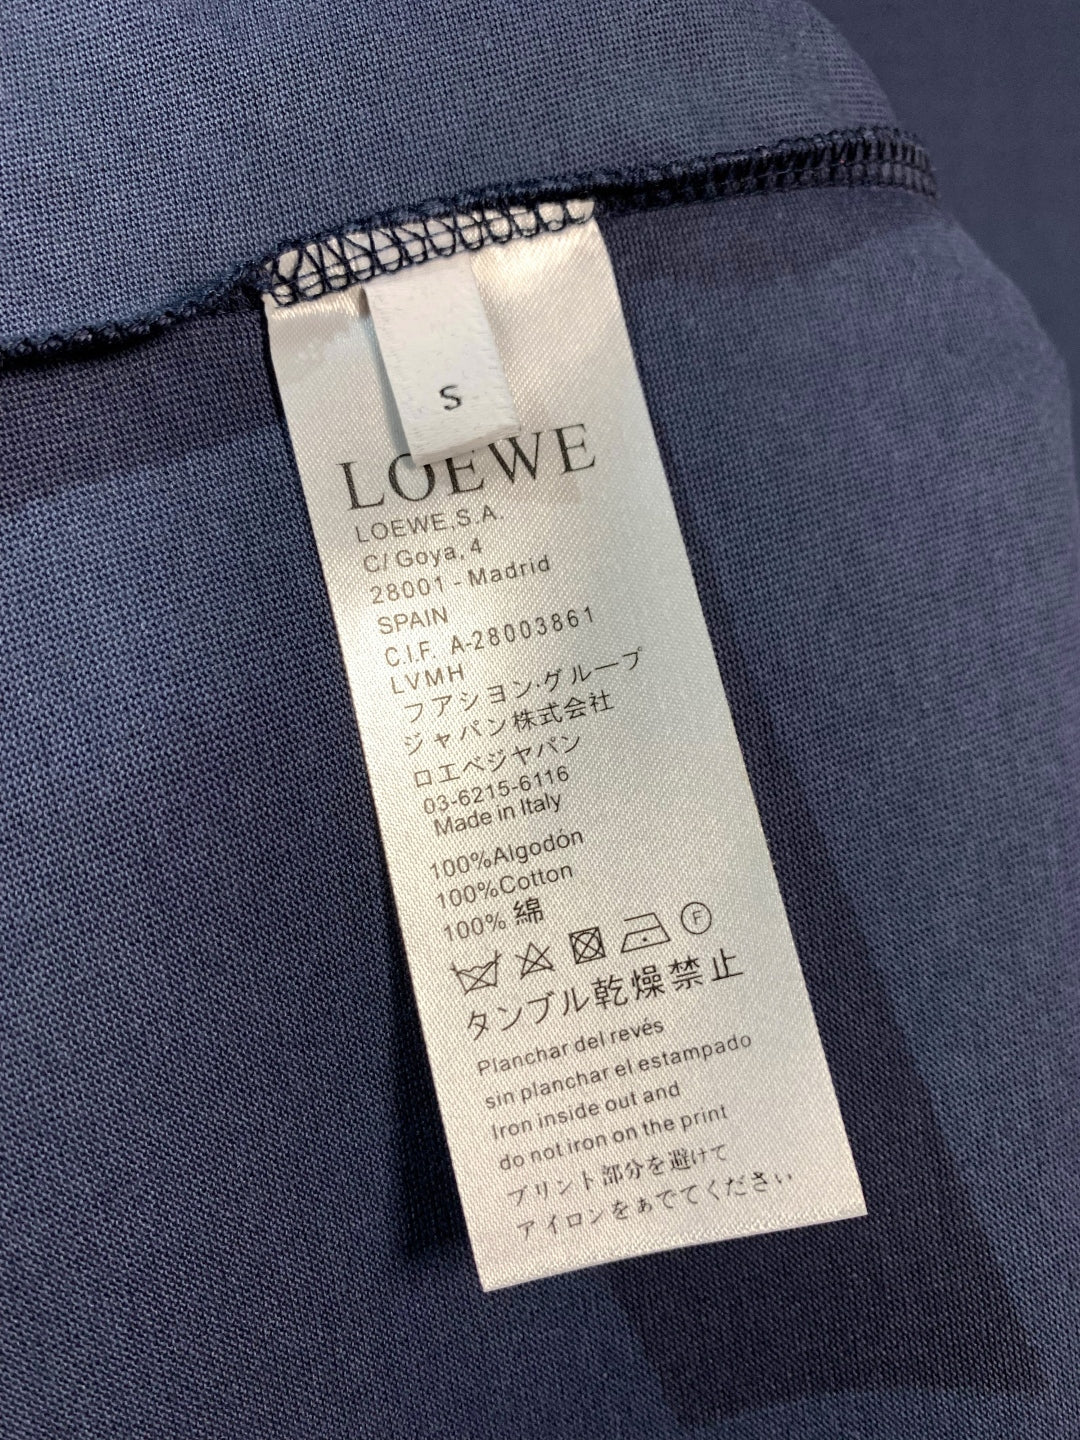 S
LOEWE
LOEWE,S.A.
C/ Goya, 4
28001 - Madrid
SPAIN
C.I.F. A-28003861
LVMH
フアシヨン·グループ
ジャパン株式会社
ロエベジヤパン
03-6215-6116
Made in Italy
100%Algodón
100%Cotton
100% 綿
F
タンブル乾燥禁止
Planchar del revés
sin planchar el estampado
Iron inside out and
do not iron on the print
プリント部分を避けて
アイロンをぁててください